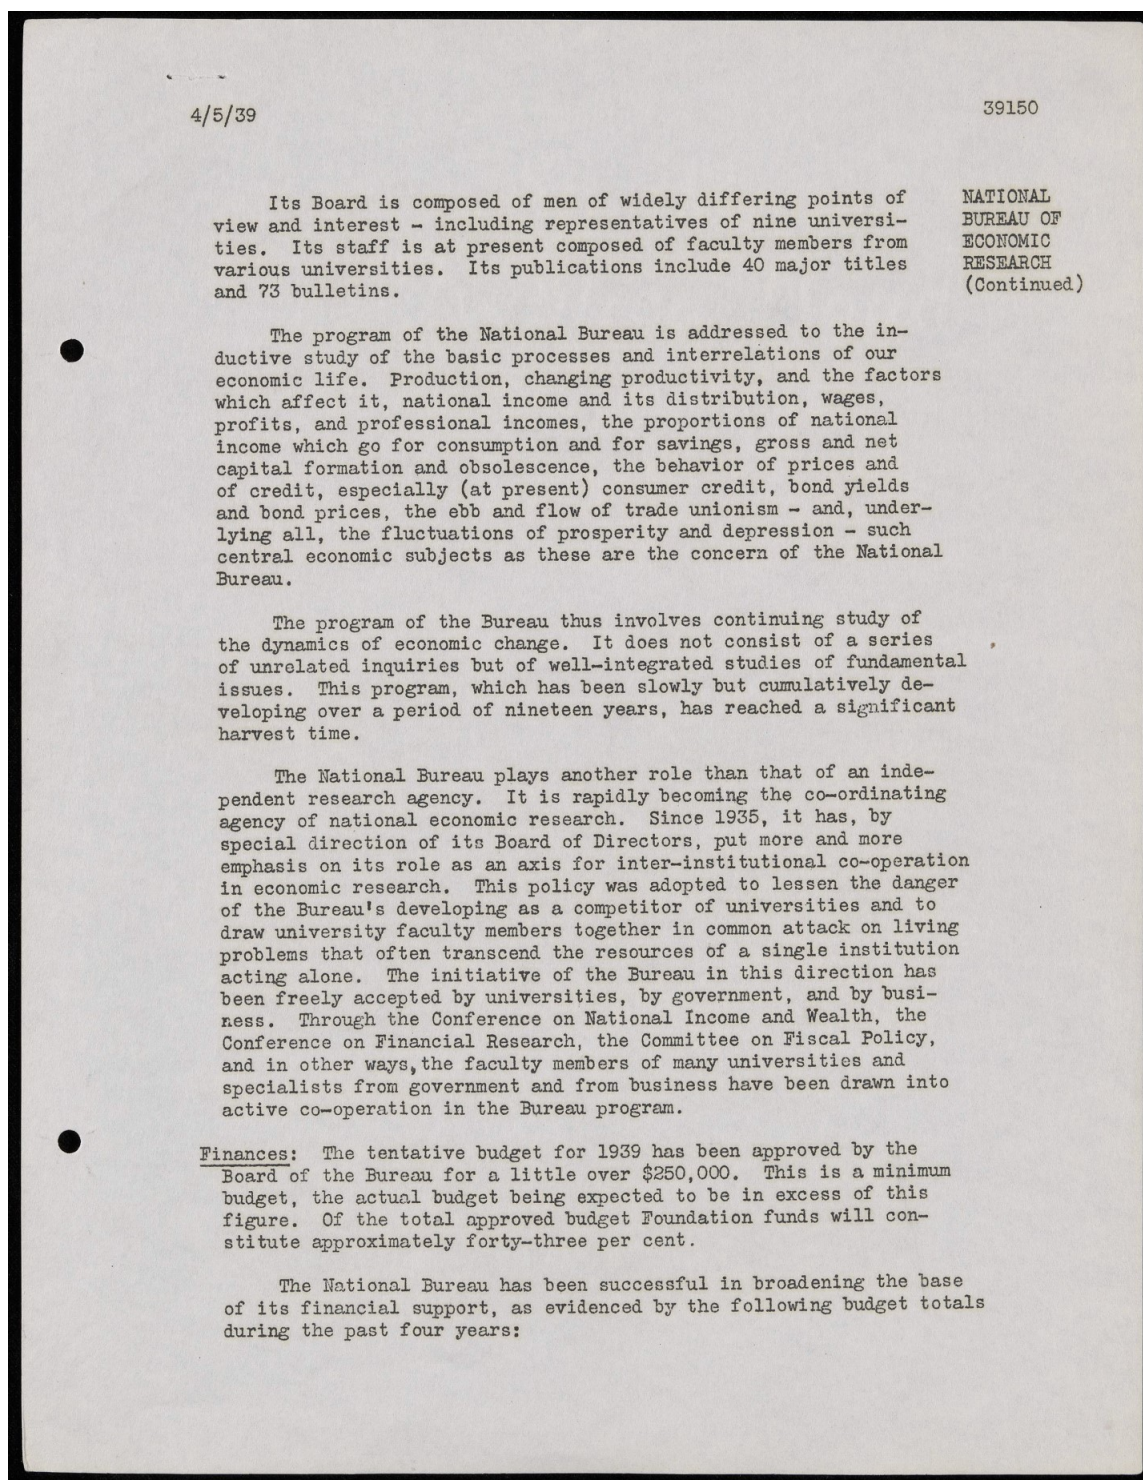 4/5/39
39150
NATIONAL
BUREAU OF
ECONOMIC
RESEARCH
(Continued)
Its Board is composed of men of widely differing points of
view and interest - including representatives of nine universi-
ties. Its staff is at present composed of faculty members from
various universities. Its publications include 40 major titles
and 73 bulletins.
The program of the National Bureau is addressed to the in-
ductive study of the basic processes and interrelations of our
economic life. Production, changing productivity, and the factors
which affect it, national income and its distribution, wages,
profits, and professional incomes, the proportions of national
income which go for consumption and for savings, gross and net
capital formation and obsolescence, the behavior of prices and
of credit, especially (at present) consumer credit, bond yields
and bond prices, the ebb and flow of trade unionism - and, under-
lying all, the fluctuations of prosperity and depression - such
central economic subjects as these are the concern of the National
Bureau.
The program of the Bureau thus involves continuing study of
the dynamics of economic change. It does not consist of a series
of unrelated inquiries but of well-integrated studies of fundamental
issues. This program, which has been slowly but cumulatively de-
veloping over a period of nineteen years, has reached a significant
harvest time.
The National Bureau plays another role than that of an inde-
pendent research agency. It is rapidly becoming the co-ordinating
agency of national economic research. Since 1935, it has, by
special direction of its Board of Directors, put more and more
emphasis on its role as an axis for inter-institutional co-operation
in economic research. This policy was adopted to lessen the danger
of the Bureau's developing as a competitor of universities and to
draw university faculty members together in common attack on living
problems that often transcend the resources of a single institution
acting alone. The initiative of the Bureau in this direction has
been freely accepted by universities, by government, and by busi-
ness. Through the Conference on National Income and Wealth, the
Conference on Financial Research, the Committee on Fiscal Policy,
and in other ways, the faculty members of many universities and
specialists from government and from business have been drawn into
active co-operation in the Bureau program.
Finances: The tentative budget for 1939 has been approved by the
Board of the Bureau for a little over $250,000. This is a minimum
budget, the actual budget being expected to be in excess of this
figure. Of the total approved budget Foundation funds will con-
stitute approximately forty-three per cent.
The National Bureau has been successful in broadening the base
of its financial support, as evidenced by the following budget totals
during the past four years: